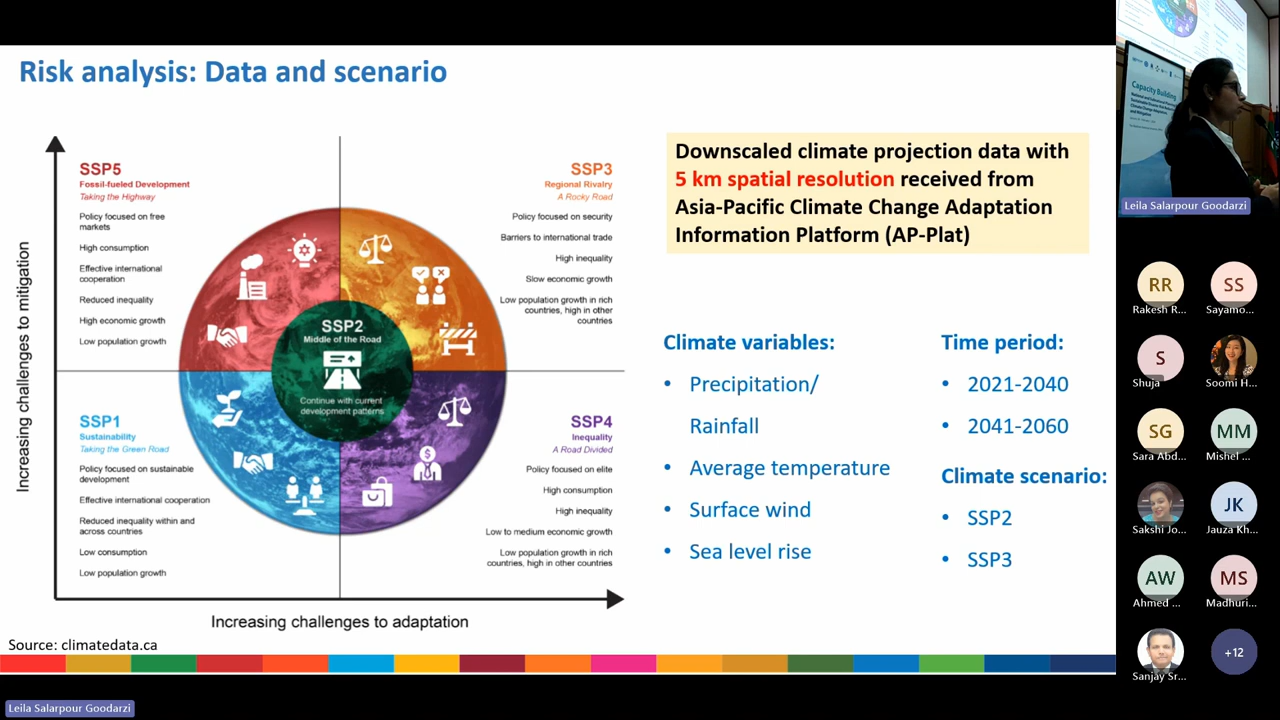 Risk analysis: Data and scenario
Increasing challenges to mitigation
SSP5
Fossil-fueled Development
Taking the Highway
Policy focused on free
markets
High consumption
Effective international
cooperation
Reduced inequality
High economic growth
Low population growth
SSP3
Regional Rivalry
A Rocky Road
Policy focused on security
Barriers to international trade
High inequality
Slow economic growth
Low population growth in rich
countries, high in other
countries
SSP2
Middle of the Road
Continue with current
development patterns
SSP1
Sustainability
Taking the Green Road
Policy focused on sustainable
development
Effective international cooperation
Reduced inequality within and
across countries
Low consumption
Low population growth
SSP4
Inequality
A Road Divided
Policy focused on elite
High consumption
High inequality
Low to medium economic growth
Low population growth in rich
countries, high in other countries
Increasing challenges to adaptation
Source: climatedata.ca
Downscaled climate projection data with
5 km spatial resolution received from
Asia-Pacific Climate Change Adaptation
Information Platform (AP-Plat)
Climate variables:
• Precipitation/
Rainfall
• Average temperature
• Surface wind
• Sea level rise
Time period:
• 2021-2040
• 2041-2060
Climate scenario:
• SSP2
• SSP3
Capacity Building
Leila Salarpour Goodarzi
RR
Rakesh R...
SS
Sayamo...
S
Shuja
Soomi H...
SG
Sara Abd...
MM
Mishel ...
Sakshi Jo...
JK
Jauza Kh...
AW
Ahmed ...
MS
Madhuri...
Sanjay Sr...
+12
Leila Salarpour Goodarzi